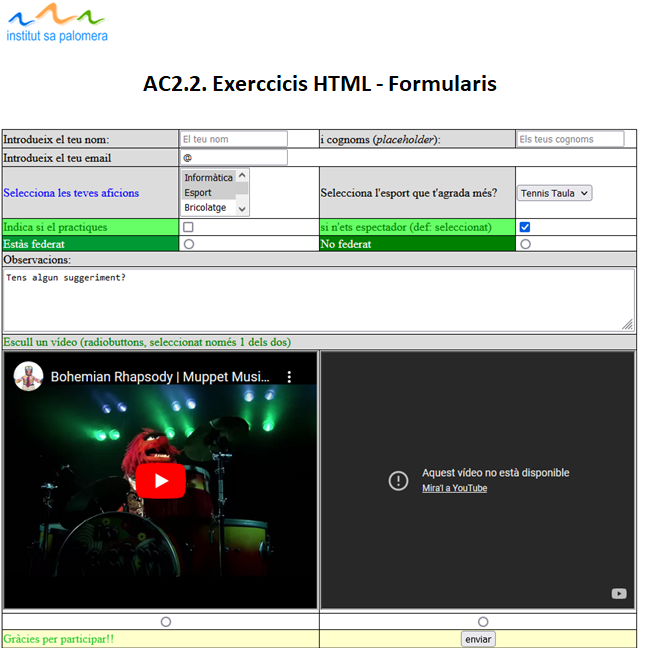 institut sa palomera
AC2.2. Exerccicis HTML - Formularis
Introdueix el teu nom: El teu nom i cognoms (placeholder): Els teus cognoms
Introdueix el teu email @
Selecciona les teves aficions Informàtica Esport Bricolatge Selecciona l'esport que t'agrada més? Tennis Taula
Indica si el practiques si n'ets espectador (def: seleccionat)
Estàs federat No federat
Observacions:
Tens algun suggeriment?
Escull un vídeo (radiobuttons, seleccionat només 1 dels dos)
Bohemian Rhapsody | Muppet Musi...
Aquest vídeo no està disponible
Mira'l a YouTube
Gràcies per participar!! enviar